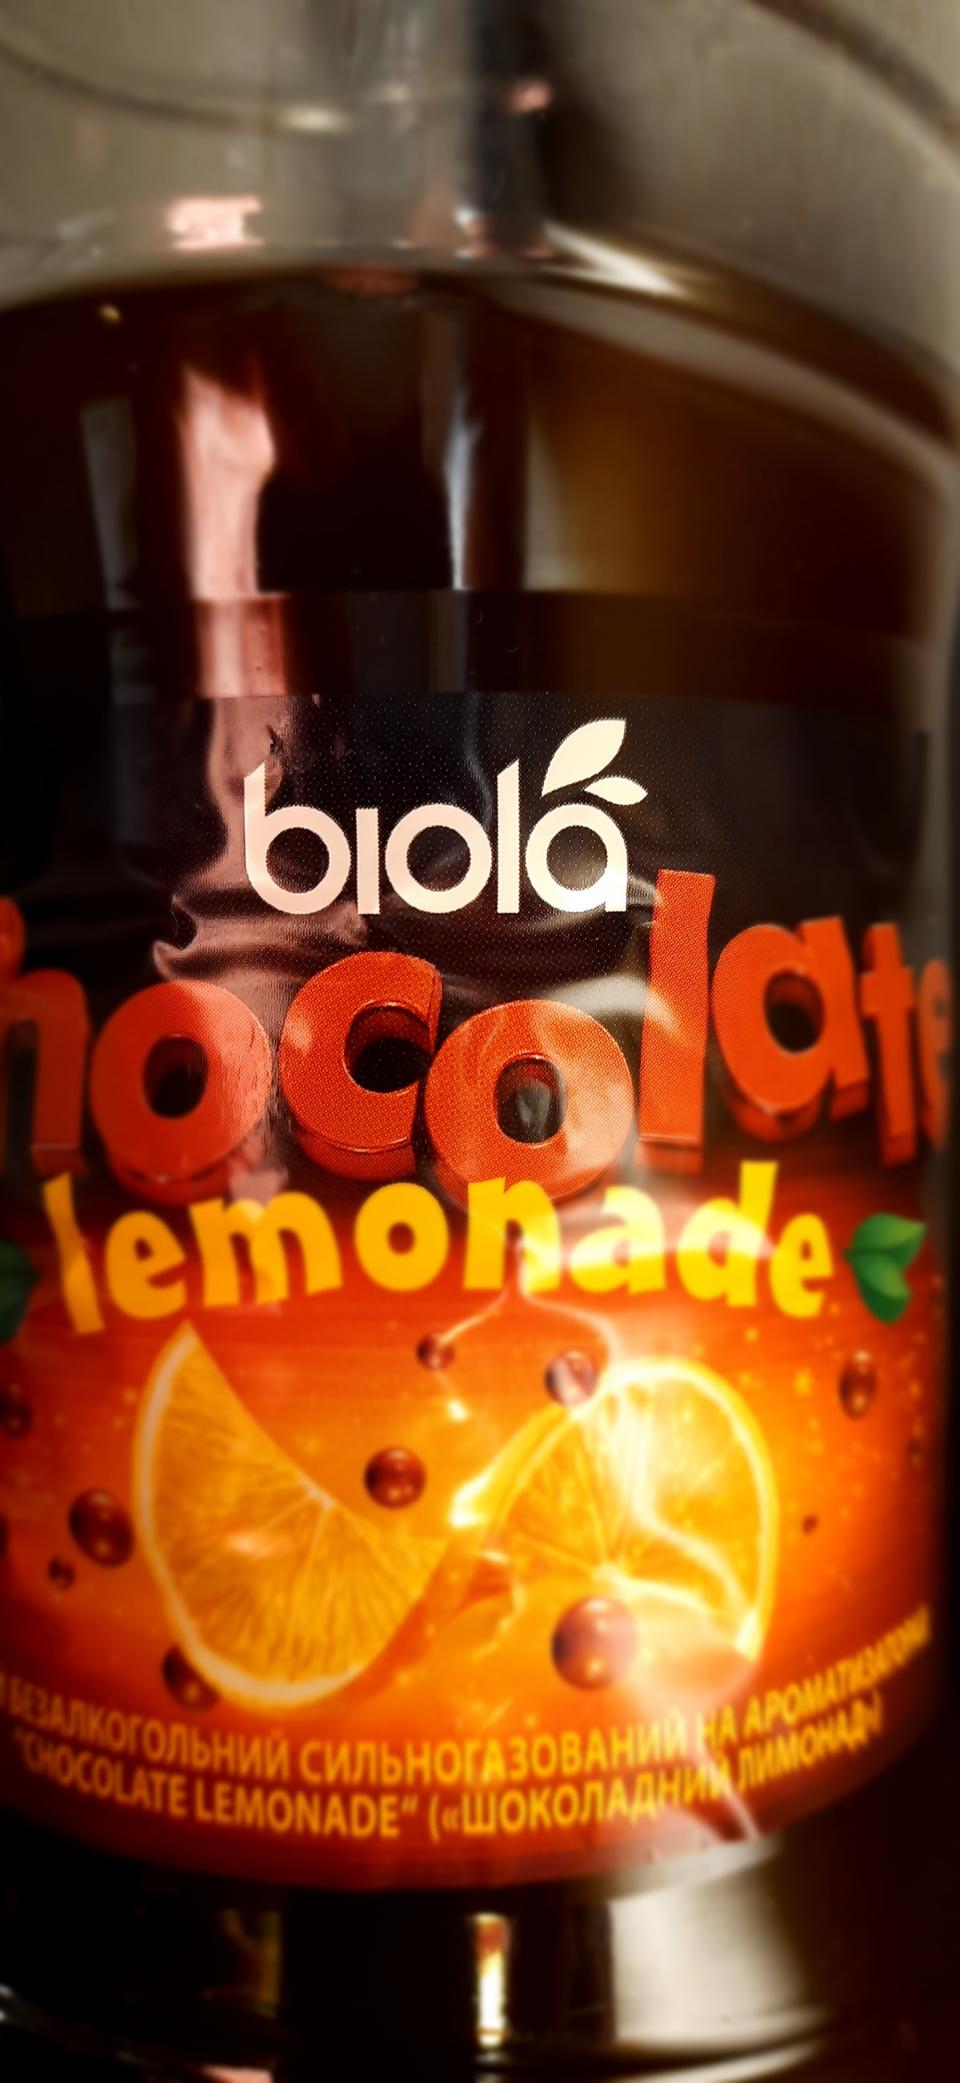 biola
hocolate
lemonade
БЕЗАЛКОГОЛЬНИЙ СИЛЬНОГАЗОВАНИЙ НА АРОМАТИЗАТОРАХ
"CHOCOLATE LEMONADE" («ШОКОЛАДНИЙ ЛИМОНАД»)